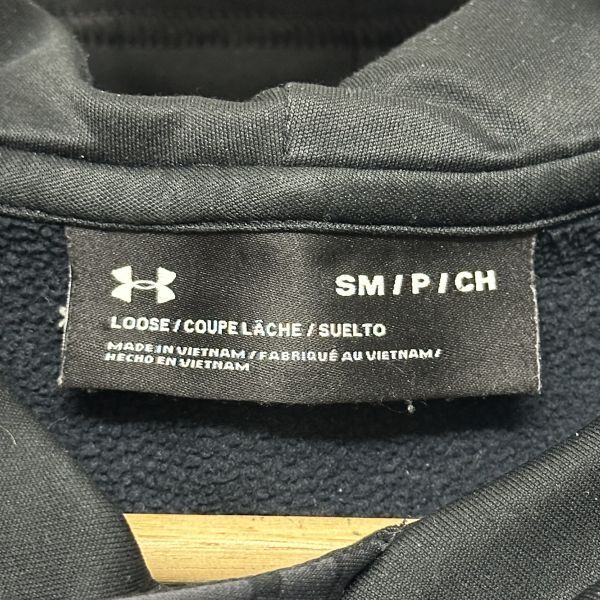 SM / P / CH
LOOSE / COUPE LÂCHE / SUELTO
MADE IN VIETNAM / FABRIQUÉ AU VIETNAM /
HECHO EN VIETNAM